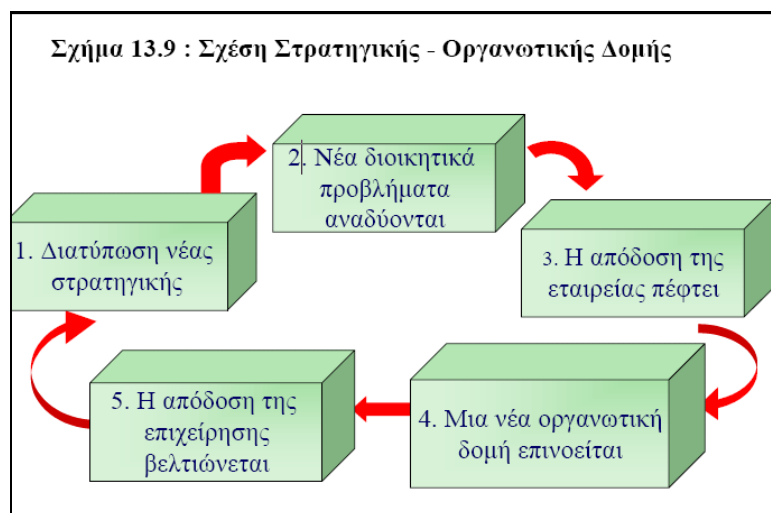 Σχήμα 13.9 : Σχέση Στρατηγικής - Οργανωτικής Δομής
1. Διατύπωση νέας
στρατηγικής
2. Νέα διοικητικά
προβλήματα
αναδύονται
3. Η απόδοση της
εταιρείας πέφτει
4. Μια νέα οργανωτική
δομή επινοείται
5. Η απόδοση της
επιχείρησης
βελτιώνεται